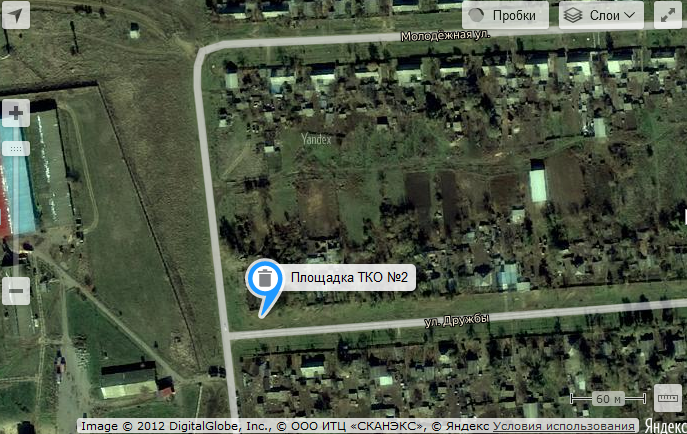 Пробки
Слои
Молодёжная ул.
Yandex
Площадка ТКО №2
ул. Дружбы
60 м
Image © 2012 DigitalGlobe, Inc., © ООО ИТЦ «СКАНЭКС», © Яндекс Условия использования
Яндекс